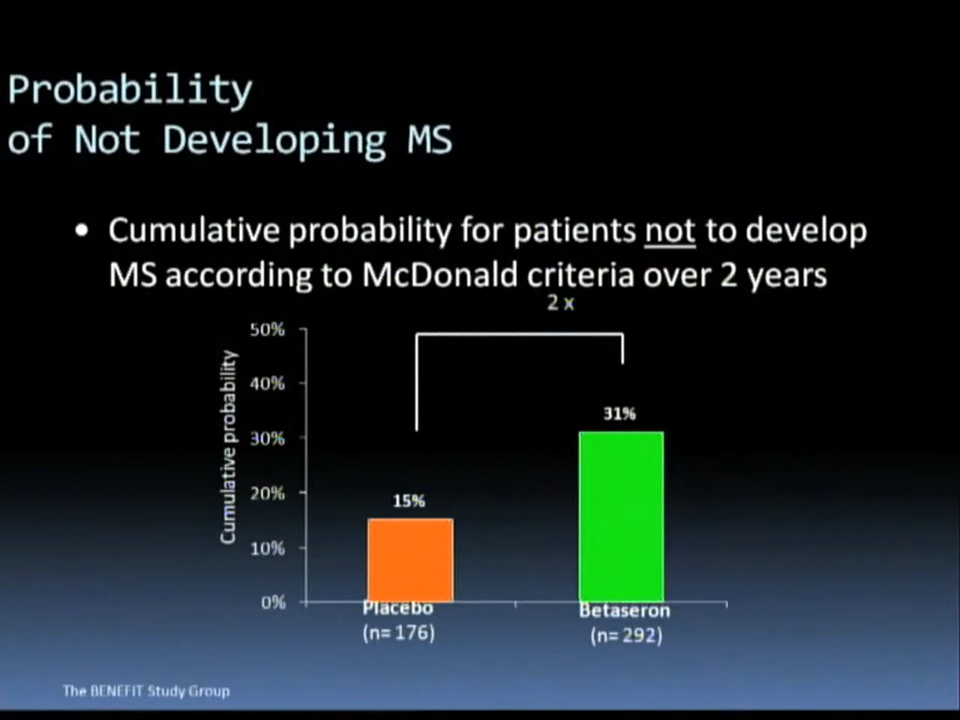 Probability
of Not Developing MS
• Cumulative probability for patients not to develop
MS according to McDonald criteria over 2 years
2 x
50%
40%
30%
20%
10%
0%
Cumulative probability
15%
31%
Placebo
(n=176)
Betaseron
(n=292)
The BENEFIT Study Group